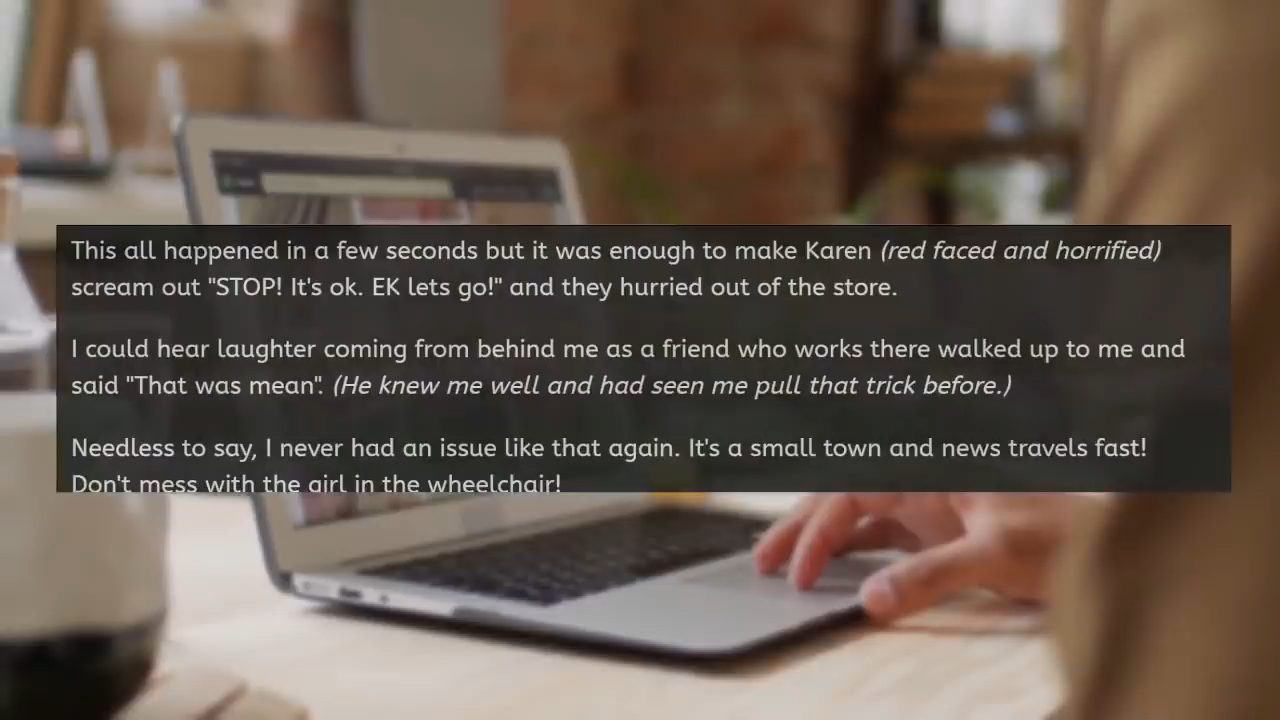 This all happened in a few seconds but it was enough to make Karen (red faced and horrified)
scream out "STOP! It's ok. EK lets go!" and they hurried out of the store.
I could hear laughter coming from behind me as a friend who works there walked up to me and
said "That was mean". (He knew me well and had seen me pull that trick before.)
Needless to say, I never had an issue like that again. It's a small town and news travels fast!
Don't mess with the girl in the wheelchair!